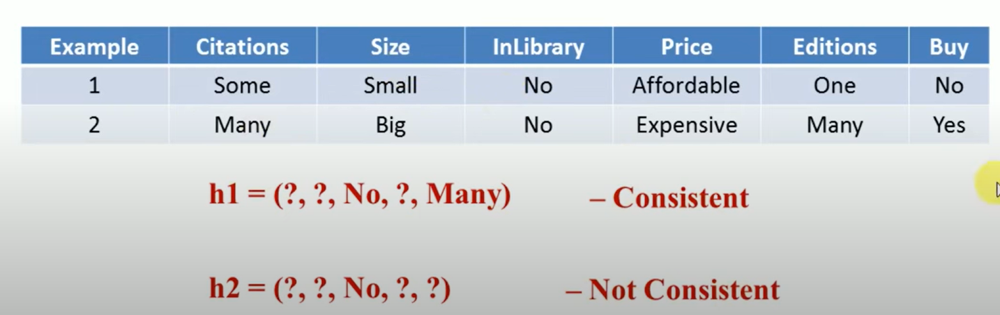 Example Citations Size InLibrary Price Editions Buy
1 Some Small No Affordable One No
2 Many Big No Expensive Many Yes
h1 = (?, ?, No, ?, Many) – Consistent
h2 = (?, ?, No, ?, ?) – Not Consistent